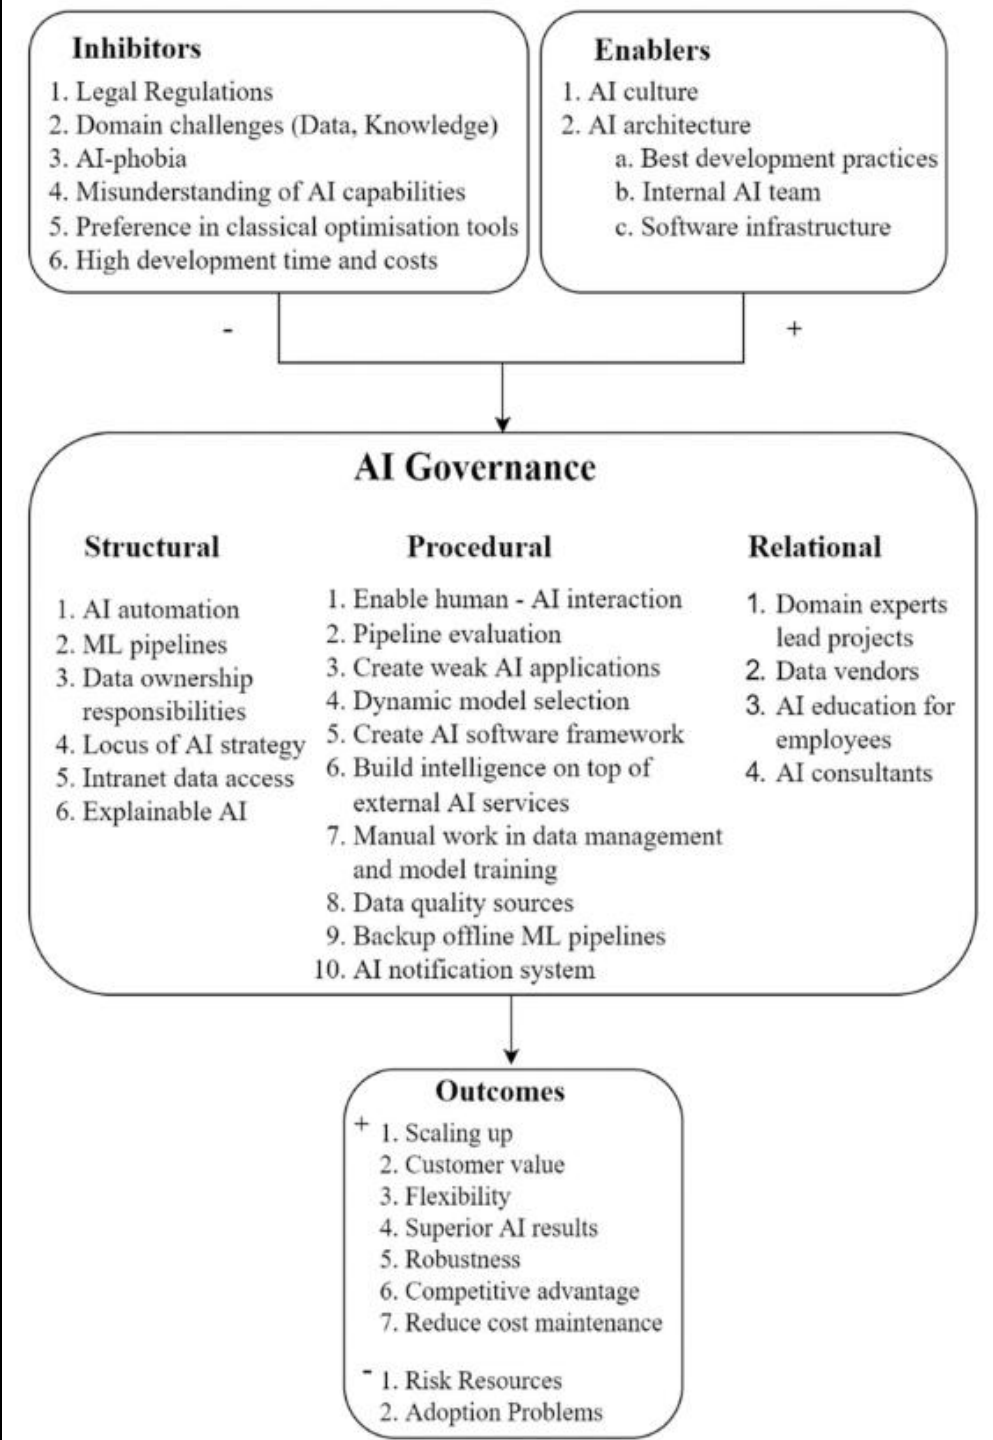 Inhibitors
1. Legal Regulations
2. Domain challenges (Data, Knowledge)
3. AI-phobia
4. Misunderstanding of AI capabilities
5. Preference in classical optimisation tools
6. High development time and costs
Enablers
1. AI culture
2. AI architecture
a. Best development practices
b. Internal AI team
c. Software infrastructure
-
+
AI Governance
Structural
1. AI automation
2. ML pipelines
3. Data ownership
responsibilities
4. Locus of AI strategy
5. Intranet data access
6. Explainable AI
Procedural
1. Enable human - AI interaction
2. Pipeline evaluation
3. Create weak AI applications
4. Dynamic model selection
5. Create AI software framework
6. Build intelligence on top of
external AI services
7. Manual work in data management
and model training
8. Data quality sources
9. Backup offline ML pipelines
10. AI notification system
Relational
1. Domain experts
lead projects
2. Data vendors
3. AI education for
employees
4. AI consultants
Outcomes
+ 1. Scaling up
2. Customer value
3. Flexibility
4. Superior AI results
5. Robustness
6. Competitive advantage
7. Reduce cost maintenance
- 1. Risk Resources
2. Adoption Problems